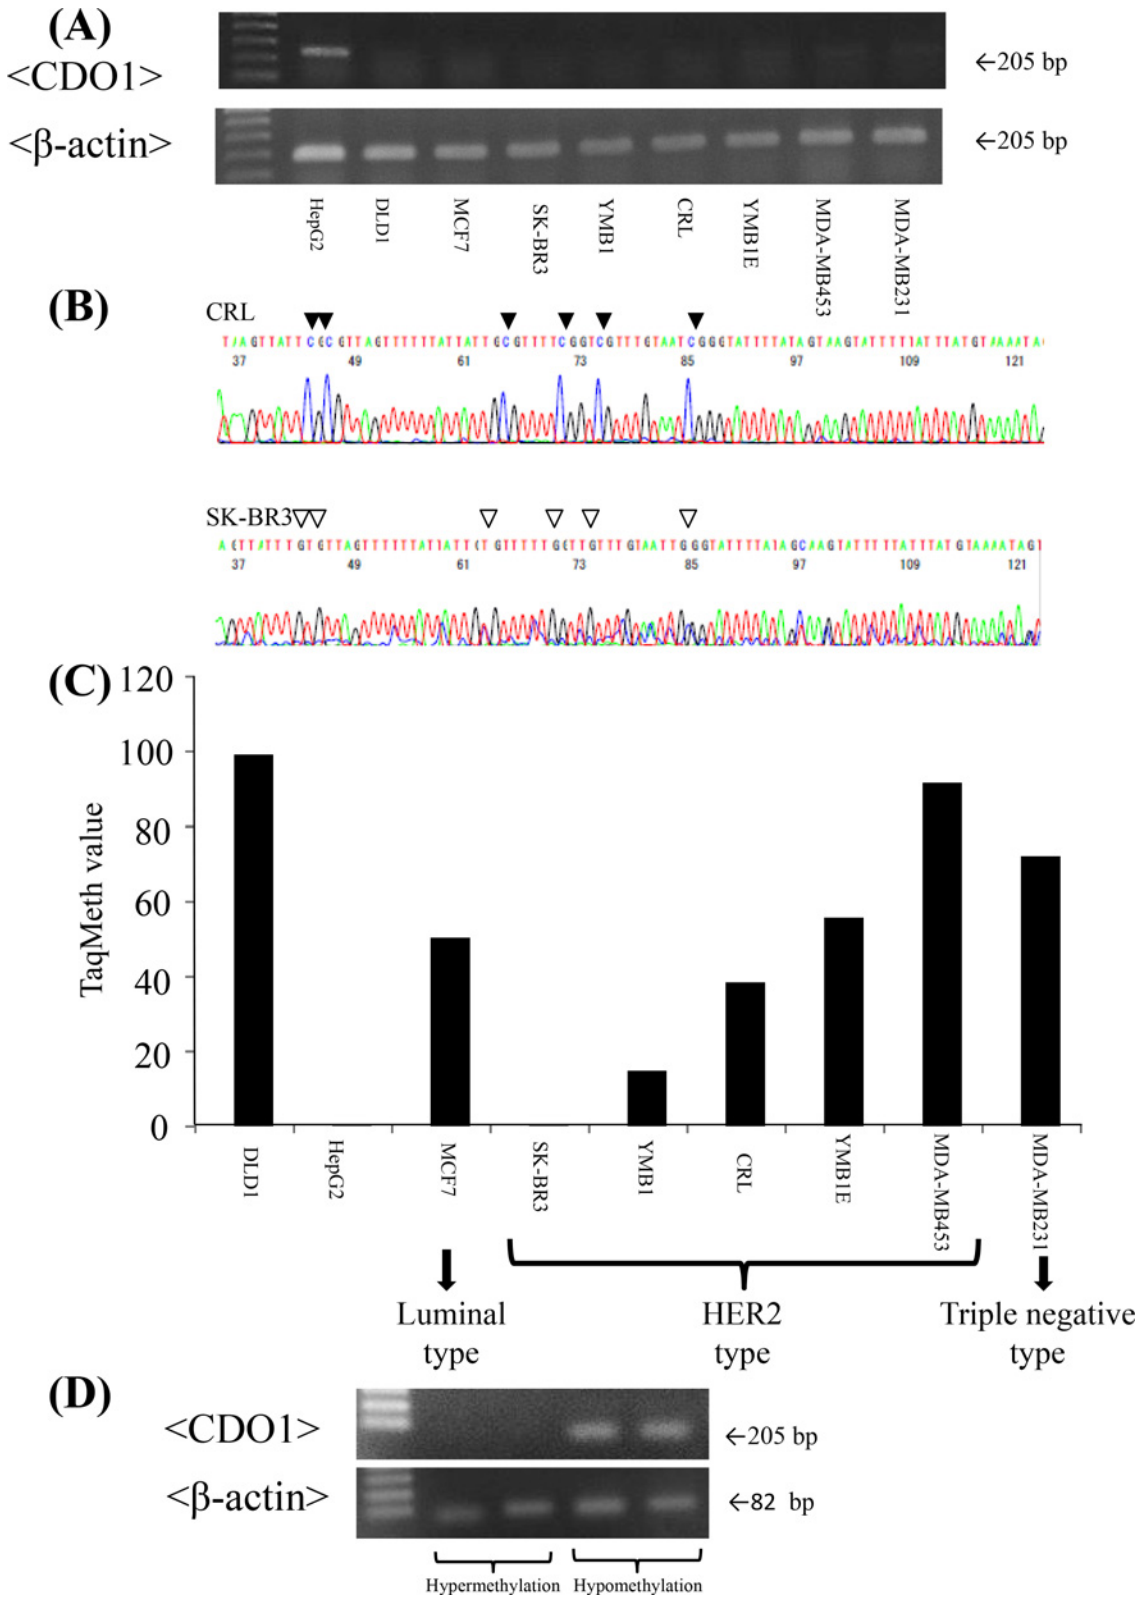 (A)
<CDO1>
←205 bp
<β-actin>
←205 bp
HepG2
DLD1
MCF7
SK-BR3
YMB1
CRL
YMB1E
MDA-MB453
MDA-MB231
(B)
CRL
37 49 61 73 85 97 109 121
SK-BR3
37 49 61 73 85 97 109 121
(C)
120
100
80
60
40
20
0
TaqMeth value
DLD1
HepG2
MCF7
SK-BR3
YMB1
CRL
YMB1E
MDA-MB453
MDA-MB231
Luminal
type
HER2
type
Triple negative
type
(D)
<CDO1>
←205 bp
<β-actin>
←82 bp
Hypermethylation
Hypomethylation